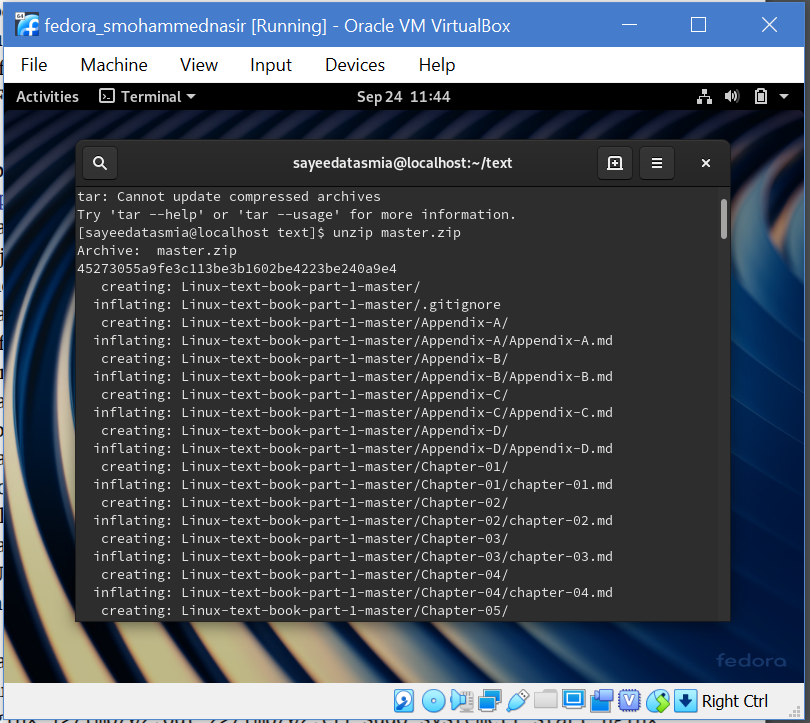 fedora_smohammednasir [Running] - Oracle VM VirtualBox
File Machine View Input Devices Help
Activities Terminal Sep 24 11:44
sayeedatasmia@localhost:~/text
tar: Cannot update compressed archives
Try 'tar --help' or 'tar --usage' for more information.
[sayeedatasmia@localhost text]$ unzip master.zip
Archive:  master.zip
45273055a9fe3c113be3b1602be4223be240a9e4
   creating: Linux-text-book-part-1-master/
  inflating: Linux-text-book-part-1-master/.gitignore
   creating: Linux-text-book-part-1-master/Appendix-A/
  inflating: Linux-text-book-part-1-master/Appendix-A/Appendix-A.md
   creating: Linux-text-book-part-1-master/Appendix-B/
  inflating: Linux-text-book-part-1-master/Appendix-B/Appendix-B.md
   creating: Linux-text-book-part-1-master/Appendix-C/
  inflating: Linux-text-book-part-1-master/Appendix-C/Appendix-C.md
   creating: Linux-text-book-part-1-master/Appendix-D/
  inflating: Linux-text-book-part-1-master/Appendix-D/Appendix-D.md
   creating: Linux-text-book-part-1-master/Chapter-01/
  inflating: Linux-text-book-part-1-master/Chapter-01/chapter-01.md
   creating: Linux-text-book-part-1-master/Chapter-02/
  inflating: Linux-text-book-part-1-master/Chapter-02/chapter-02.md
   creating: Linux-text-book-part-1-master/Chapter-03/
  inflating: Linux-text-book-part-1-master/Chapter-03/chapter-03.md
   creating: Linux-text-book-part-1-master/Chapter-04/
  inflating: Linux-text-book-part-1-master/Chapter-04/chapter-04.md
   creating: Linux-text-book-part-1-master/Chapter-05/
fedora
Right Ctrl